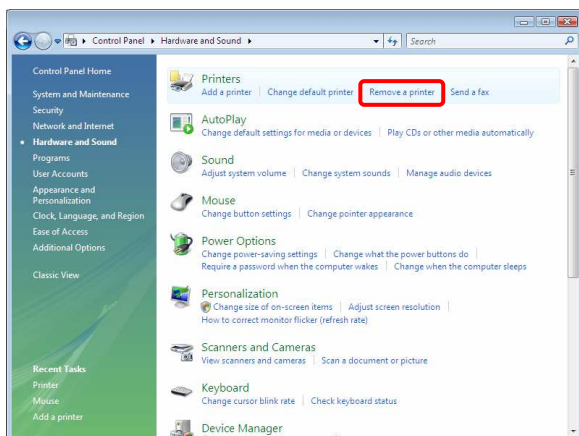 Control Panel ▸ Hardware and Sound ▸
Search
Control Panel Home
System and Maintenance
Security
Network and Internet
Hardware and Sound
Programs
User Accounts
Appearance and
Personalization
Clock, Language, and Region
Ease of Access
Additional Options
Classic View
Recent Tasks
Printer
Mouse
Add a printer
Printers
Add a printer | Change default printer | Remove a printer | Send a fax
AutoPlay
Change default settings for media or devices | Play CDs or other media automatically
Sound
Adjust system volume | Change system sounds | Manage audio devices
Mouse
Change button settings | Change pointer appearance
Power Options
Change power-saving settings | Change what the power buttons do |
Require a password when the computer wakes | Change when the computer sleeps
Personalization
Change size of on-screen items | Adjust screen resolution |
How to correct monitor flicker (refresh rate)
Scanners and Cameras
View scanners and cameras | Scan a document or picture
Keyboard
Change cursor blink rate | Check keyboard status
Device Manager